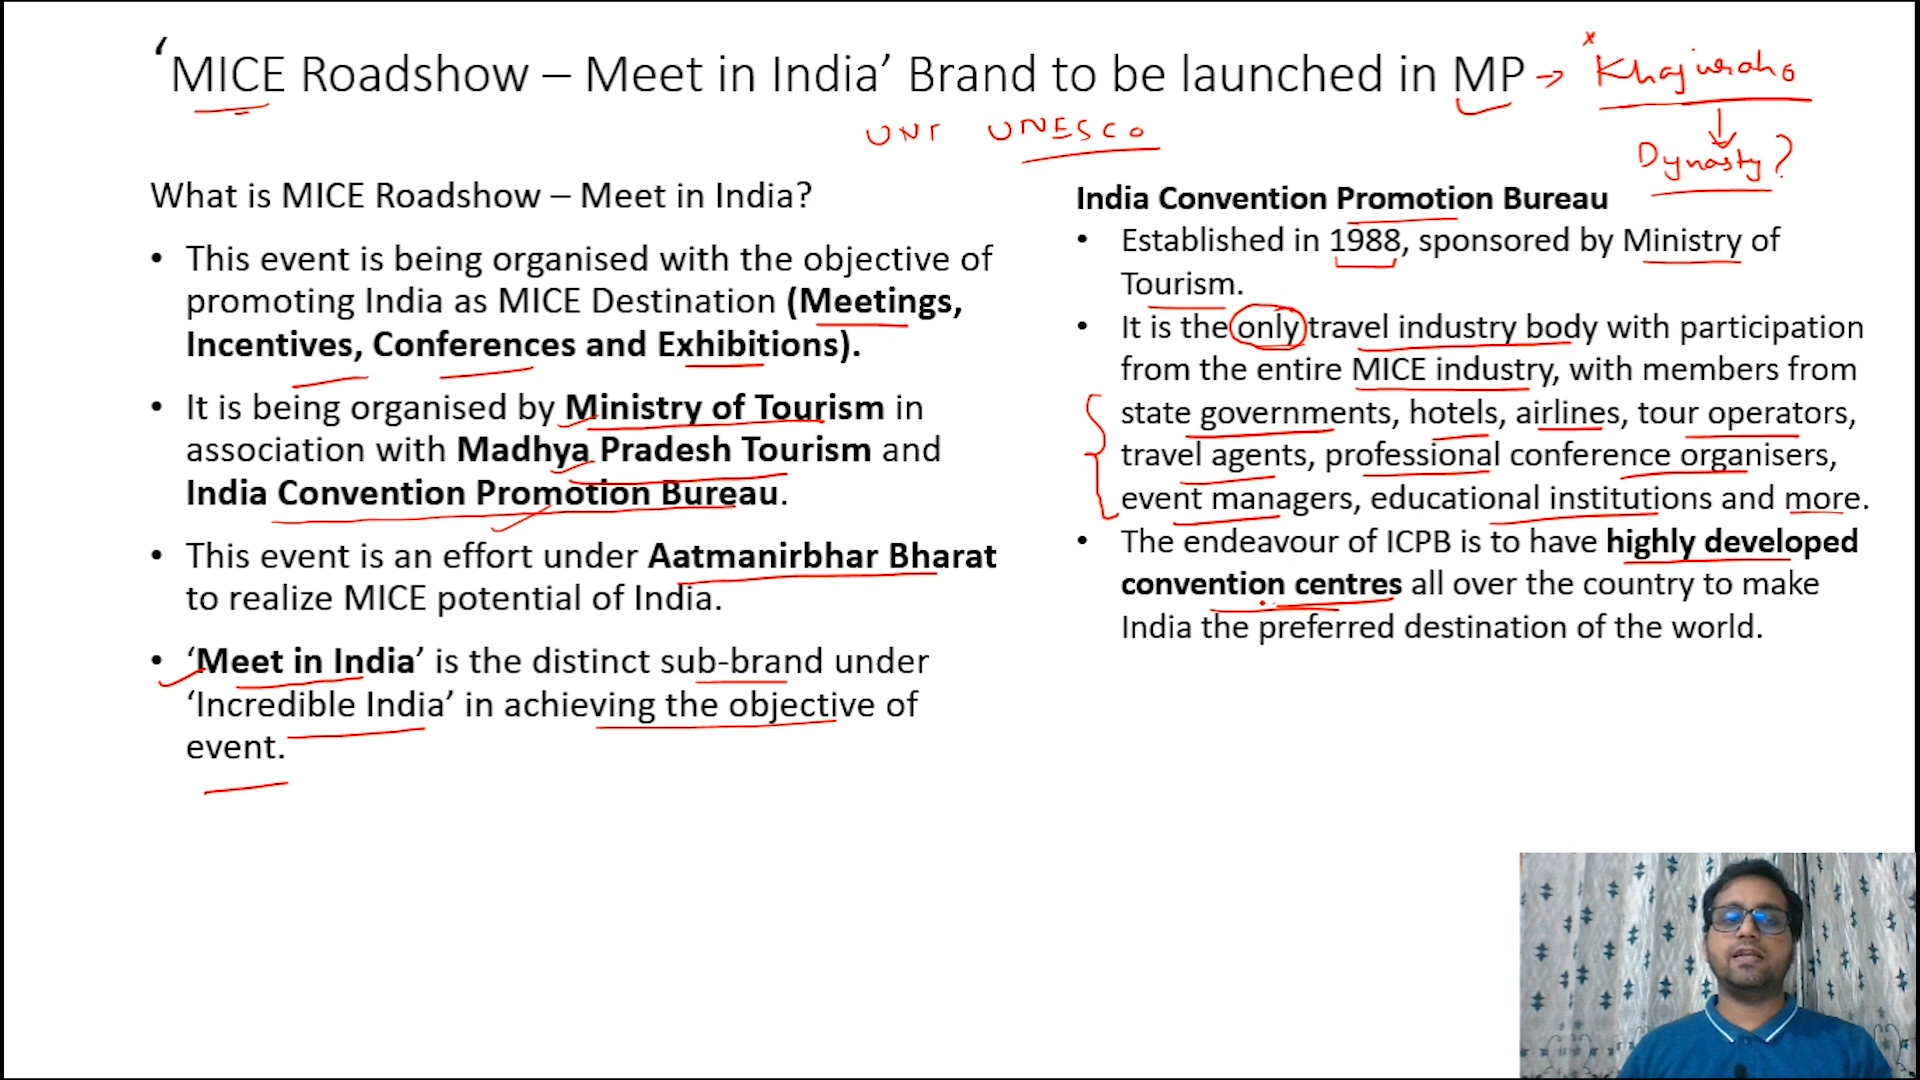 ‘MICE Roadshow – Meet in India’ Brand to be launched in MP → Khajuraho
UNI UNESCO
Dynasty?
What is MICE Roadshow – Meet in India?
• This event is being organised with the objective of
promoting India as MICE Destination (Meetings,
Incentives, Conferences and Exhibitions).
• It is being organised by Ministry of Tourism in
association with Madhya Pradesh Tourism and
India Convention Promotion Bureau.
• This event is an effort under Aatmanirbhar Bharat
to realize MICE potential of India.
• ‘Meet in India’ is the distinct sub-brand under
‘Incredible India’ in achieving the objective of
event.
India Convention Promotion Bureau
• Established in 1988, sponsored by Ministry of
Tourism.
• It is the only travel industry body with participation
from the entire MICE industry, with members from
state governments, hotels, airlines, tour operators,
travel agents, professional conference organisers,
event managers, educational institutions and more.
• The endeavour of ICPB is to have highly developed
convention centres all over the country to make
India the preferred destination of the world.